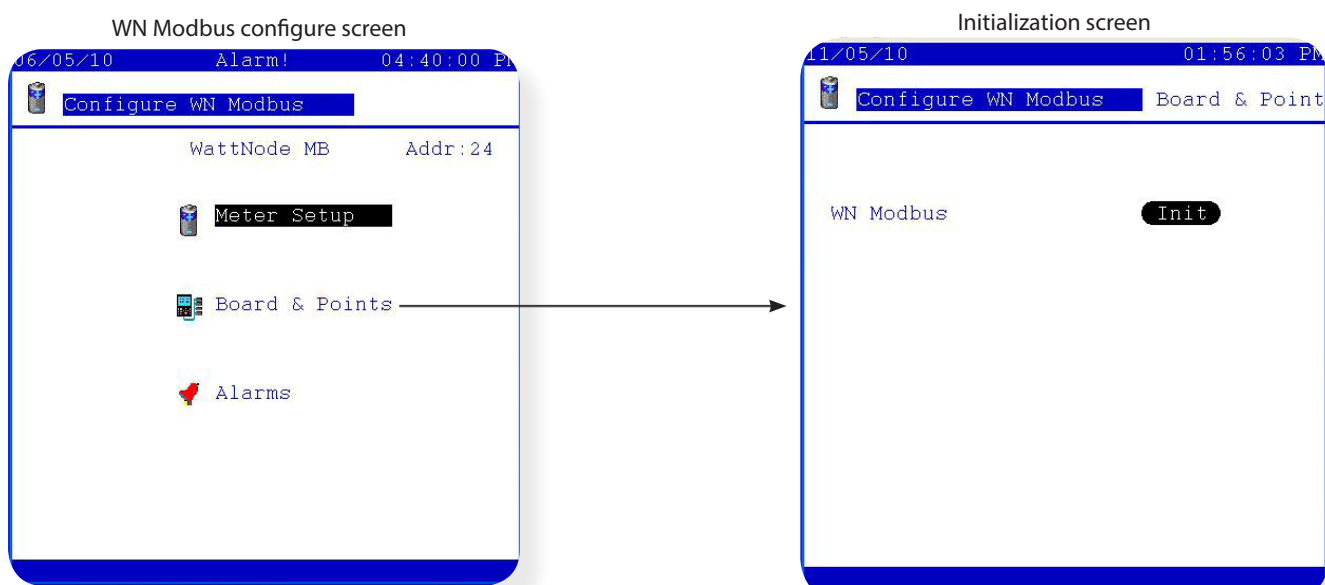 WN Modbus configure screen
06/05/10 Alarm! 04:40:00 PM
Configure WN Modbus
WattNode MB Addr:24
Meter Setup
Board & Points
Alarms
Initialization screen
11/05/10 01:56:03 PM
Configure WN Modbus Board & Point
WN Modbus Init